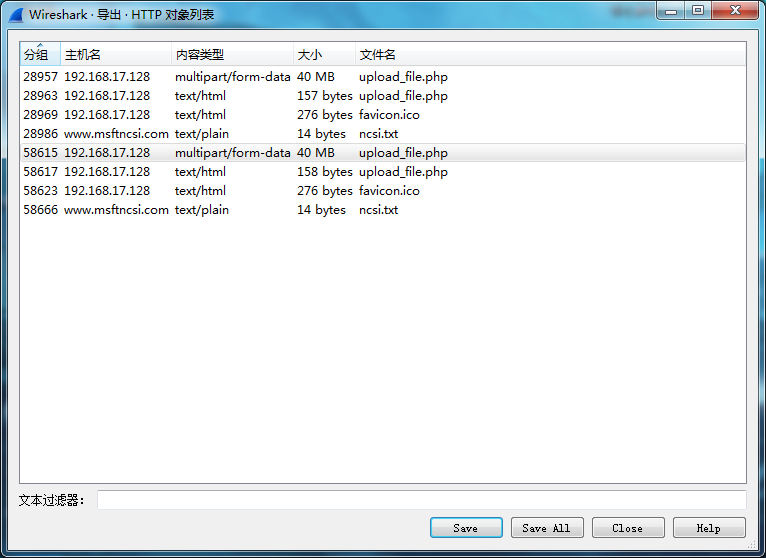 Wireshark · 导出 · HTTP 对象列表
分组 主机名 内容类型 大小 文件名
28957 192.168.17.128 multipart/form-data 40 MB upload_file.php
28963 192.168.17.128 text/html 157 bytes upload_file.php
28969 192.168.17.128 text/html 276 bytes favicon.ico
28986 www.msftncsi.com text/plain 14 bytes ncsi.txt
58615 192.168.17.128 multipart/form-data 40 MB upload_file.php
58617 192.168.17.128 text/html 158 bytes upload_file.php
58623 192.168.17.128 text/html 276 bytes favicon.ico
58666 www.msftncsi.com text/plain 14 bytes ncsi.txt
文本过滤器:
Save Save All Close Help